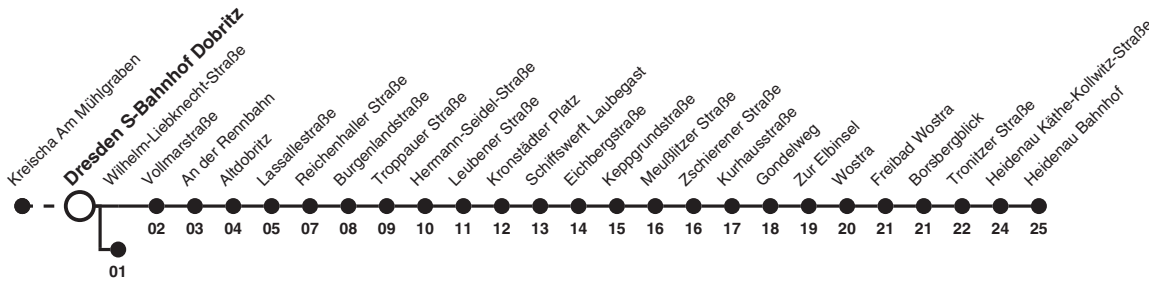 Kreischa Am Mühlgraben
Dresden S-Bahnhof Dobritz
Wilhelm-Liebknecht-Straße
Vollmarstraße
An der Rennbahn
Altdobritz
Lassallestraße
Reichenhaller Straße
Burgenlandstraße
Troppauer Straße
Hermann-Seidel-Straße
Leubener Straße
Kronstädter Platz
Schiffswerft Laubegast
Eichbergstraße
Keppgrundstraße
Meußlitzer Straße
Zschierener Straße
Kurhausstraße
Gondelweg
Zur Elbinsel
Wostra
Freibad Wostra
Borsbergblick
Tronitzer Straße
Heidenau Käthe-Kollwitz-Straße
Heidenau Bahnhof
02 03 04 05 07 08 09 10 11 12 13 14 15 16 16 17 18 19 20 21 21 22 24 25
01